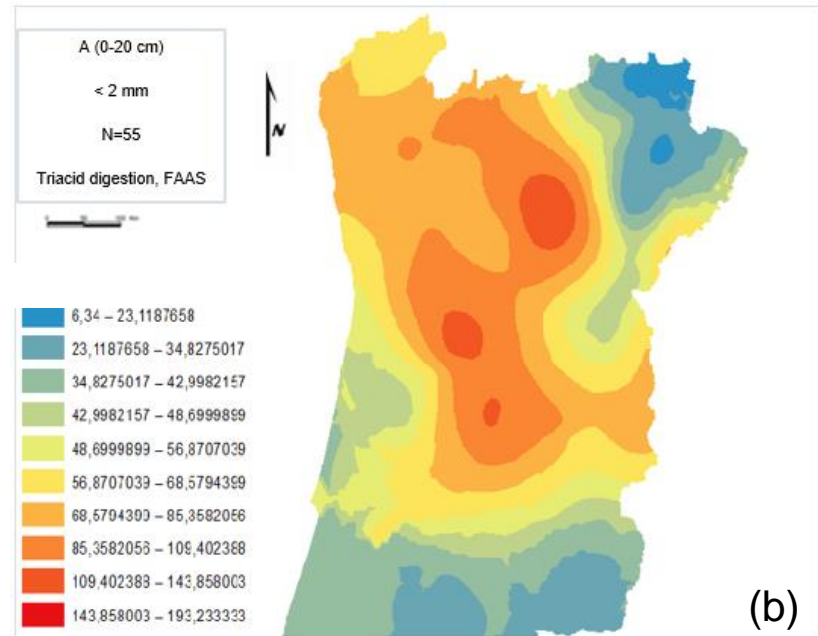 A (0-20 cm)
< 2 mm
N=55
Triacid digestion, FAAS
N
6,34 – 23,1187658
23,1187658 – 34,8275017
34,8275017 – 42,9982157
42,9982157 – 48,6999899
48,6999899 – 56,8707039
56,8707039 – 68,5794399
68,5794399 – 85,3582056
85,3582056 – 109,402388
109,402388 – 143,858003
143,858003 – 193,233333
(b)